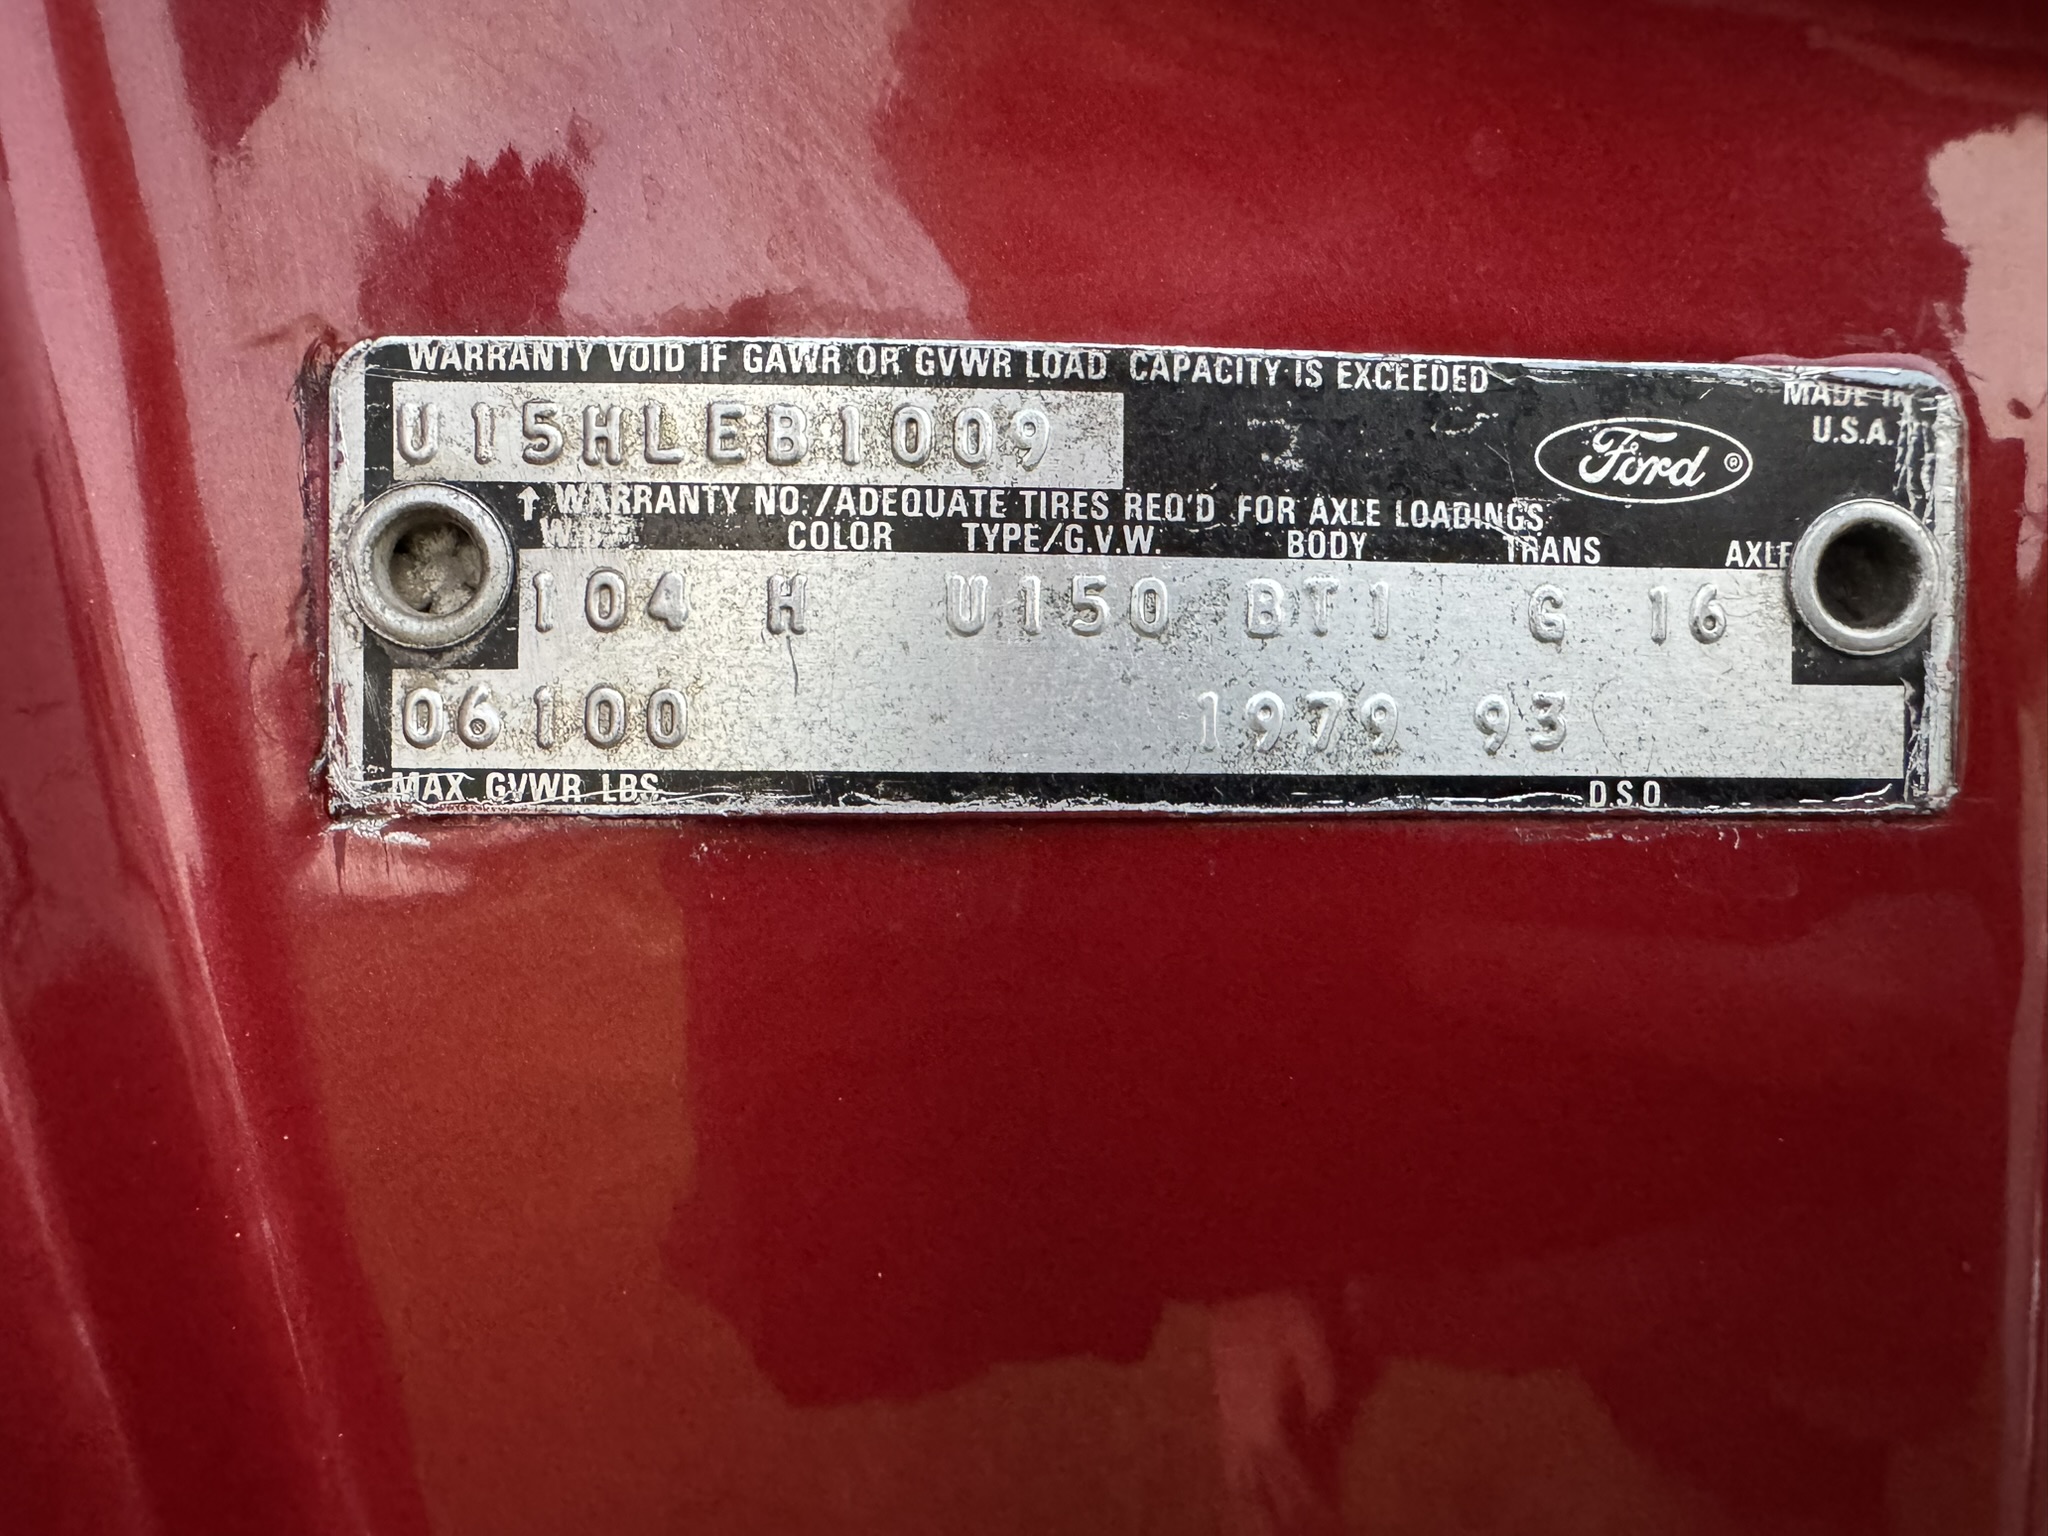 WARRANTY VOID IF GAWR OR GVWR LOAD CAPACITY IS EXCEEDED
MADE IN
U.S.A.
U15HLEB1009
Ford ®
↑ WARRANTY NO./ADEQUATE TIRES REQ'D FOR AXLE LOADINGS
COLOR TYPE/G.V.W. BODY TRANS AXLE
104 H U150 BT1 G 16
06100 1979 93
MAX GVWR LBS. D.S.O.